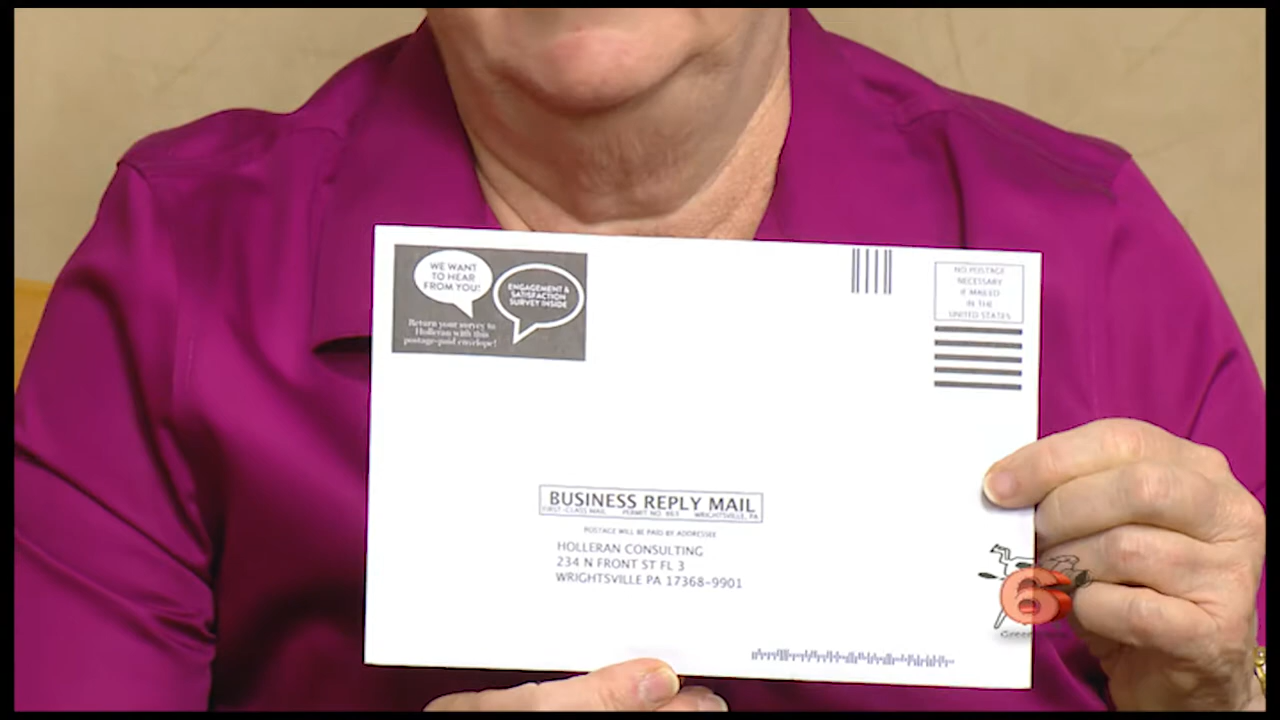 WE WANT
TO HEAR
FROM YOU!
ENGAGEMENT &
SATISFACTION
SURVEY INSIDE
Return your survey to
Holleran with this
postage-paid envelope!
NO POSTAGE
NECESSARY
IF MAILED
IN THE
UNITED STATES
BUSINESS REPLY MAIL
FIRST-CLASS MAIL PERMIT NO. WRIGHTSVILLE, PA
POSTAGE WILL BE PAID BY ADDRESSEE
HOLLERAN CONSULTING
234 N FRONT ST FL 3
WRIGHTSVILLE PA 17368-9901
6